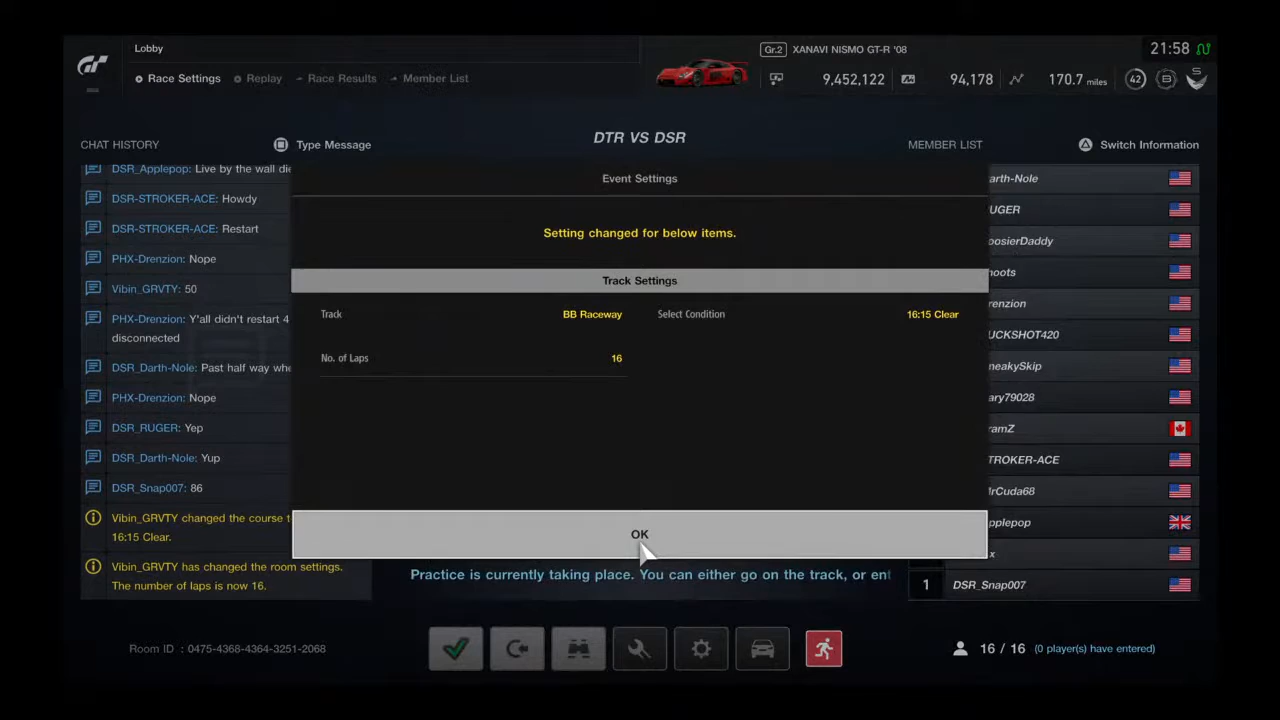 Lobby
Race Settings
Replay
Race Results
Member List
Gr.2 XANAVI NISMO GT-R '08
9,452,122
94,178
170.7 miles
42
B
S
21:58
CHAT HISTORY
Type Message
DTR VS DSR
MEMBER LIST
Switch Information
DSR_Applepop: Live by the wall die
DSR-STROKER-ACE: Howdy
DSR-STROKER-ACE: Restart
PHX-Drenzion: Nope
Vibin_GRVTY: 50
PHX-Drenzion: Y'all didn't restart 4
disconnected
DSR_Darth-Nole: Past half way whe
PHX-Drenzion: Nope
DSR_RUGER: Yep
DSR_Darth-Nole: Yup
DSR_Snap007: 86
Vibin_GRVTY changed the course t
16:15 Clear.
Vibin_GRVTY has changed the room settings.
The number of laps is now 16.
Event Settings
Setting changed for below items.
Track Settings
Track BB Raceway
Select Condition 16:15 Clear
No. of Laps 16
OK
Practice is currently taking place. You can either go on the track, or ent
arth-Nole
UGER
oosierDaddy
hoots
renzion
UCKSHOT420
neakySkip
ary79028
ramZ
TROKER-ACE
IrCuda68
pplepop
x
1 DSR_Snap007
Room ID : 0475-4368-4364-3251-2068
16 / 16 (0 player(s) have entered)